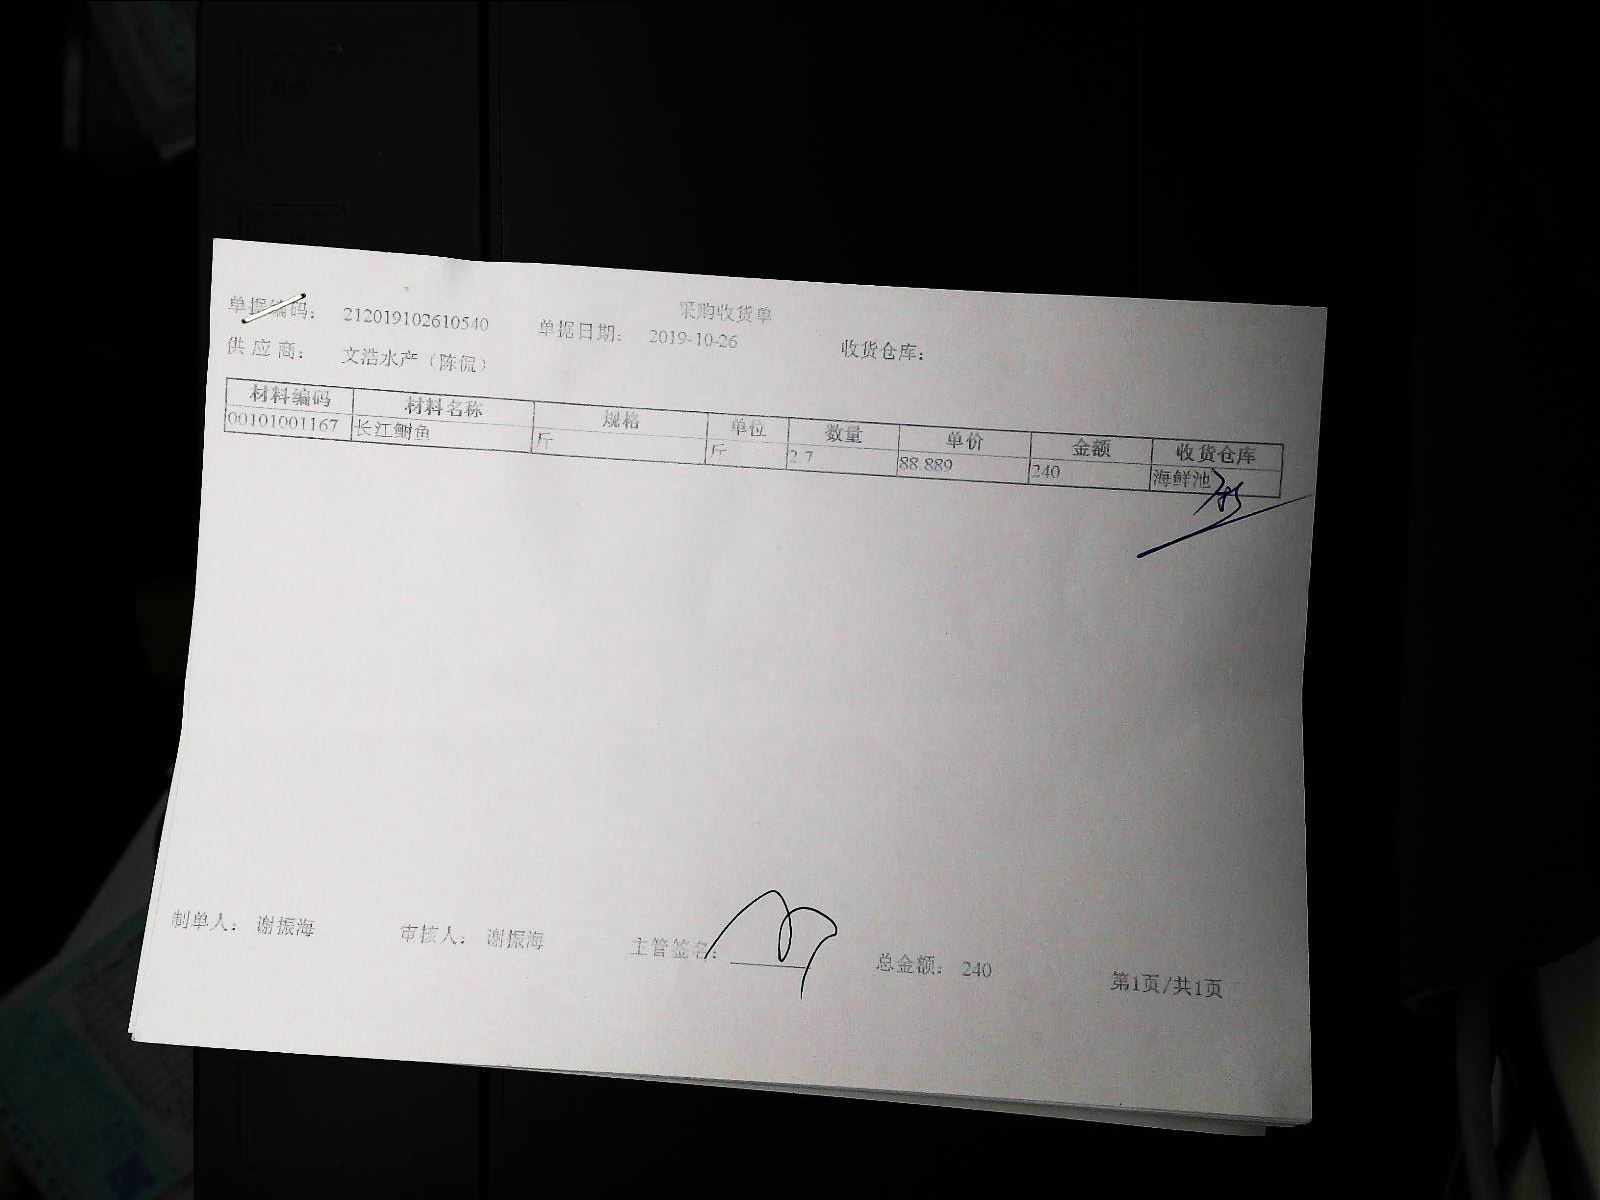 采购收货单
单据编码： 212019102610540 单据日期： 2019-10-26 收货仓库：
供应商： 文浩水产（陈侃）
材料编码 材料名称 规格 单位 数量 单价 金额 收货仓库
00101001167 长江鮰鱼 斤 斤 2.7 88.889 240 海鲜池
制单人： 谢振海 审核人： 谢振海 主管签名： 总金额： 240 第1页/共1页